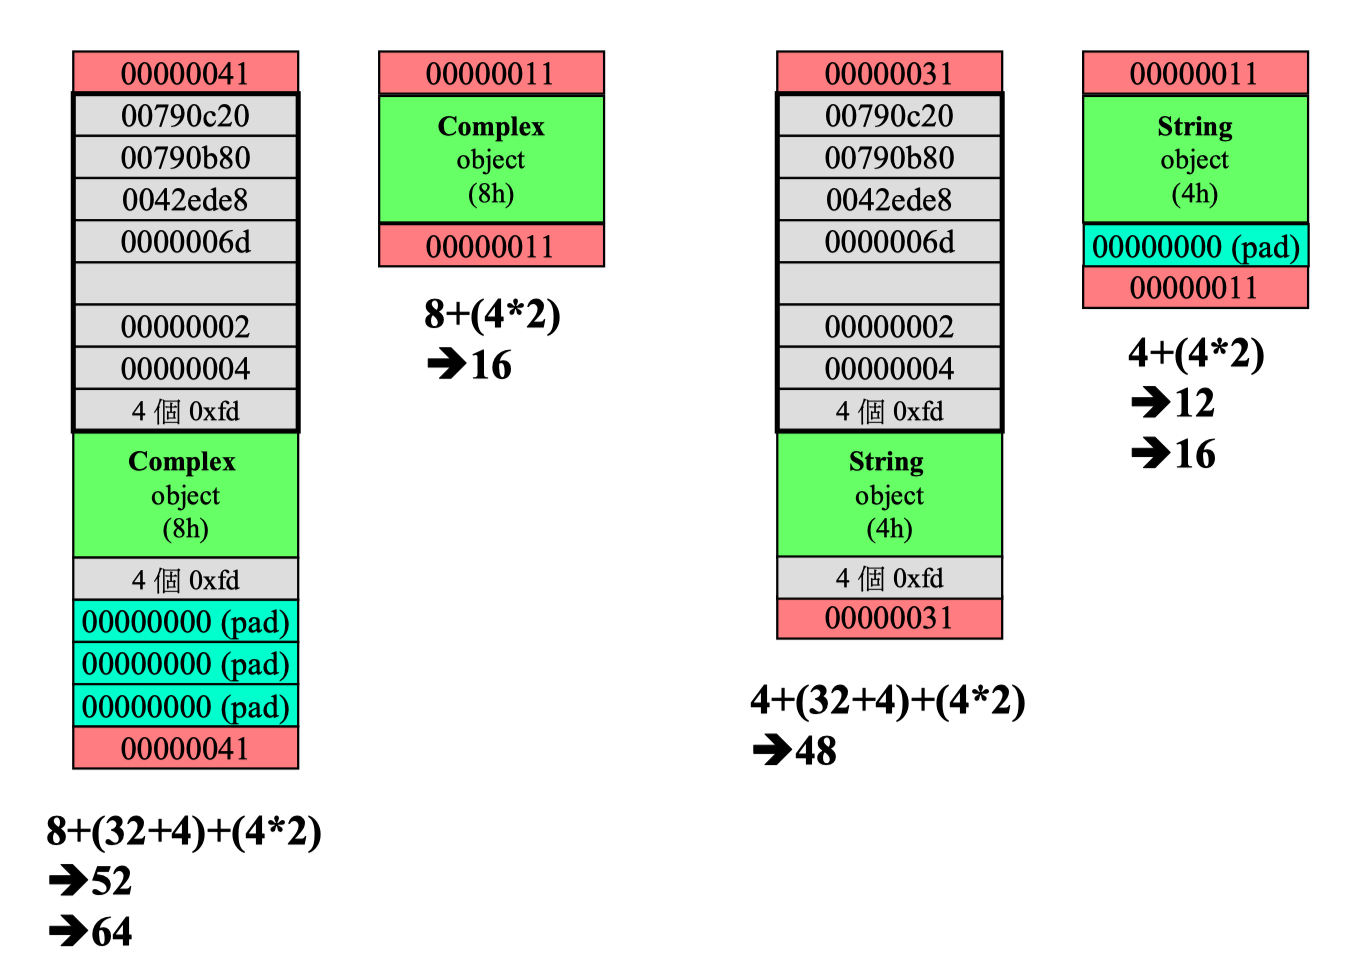 00000041
00790c20
00790b80
0042ede8
0000006d
00000002
00000004
4 個 0xfd
Complex
object
(8h)
4 個 0xfd
00000000 (pad)
00000000 (pad)
00000000 (pad)
00000041
8+(32+4)+(4*2)
➔52
➔64
00000011
Complex
object
(8h)
00000011
8+(4*2)
➔16
00000031
00790c20
00790b80
0042ede8
0000006d
00000002
00000004
4 個 0xfd
String
object
(4h)
4 個 0xfd
00000031
4+(32+4)+(4*2)
➔48
00000011
String
object
(4h)
00000000 (pad)
00000011
4+(4*2)
➔12
➔16